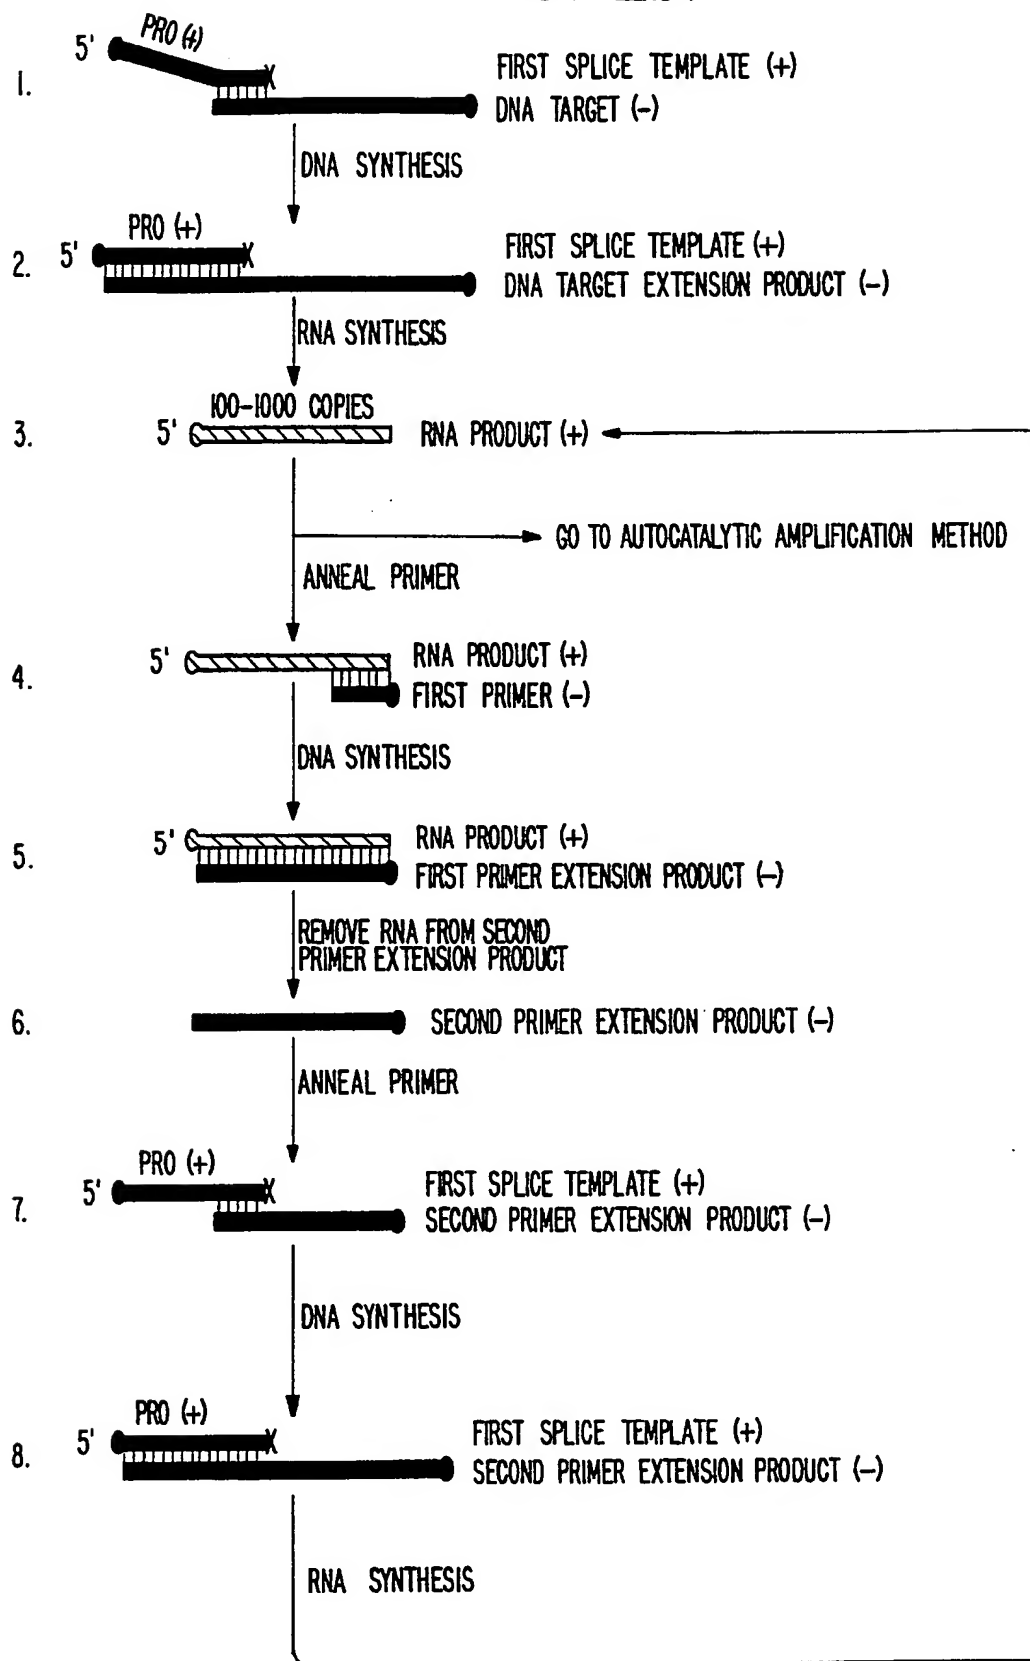 5' PRO (+)
1.
FIRST SPLICE TEMPLATE (+)
X
DNA TARGET (-)
DNA SYNTHESIS
PRO (+)
2. 5' X
FIRST SPLICE TEMPLATE (+)
DNA TARGET EXTENSION PRODUCT (-)
RNA SYNTHESIS
100-1000 COPIES
3. 5' RNA PRODUCT (+)
GO TO AUTOCATALYTIC AMPLIFICATION METHOD
ANNEAL PRIMER
5' RNA PRODUCT (+)
4.
FIRST PRIMER (-)
DNA SYNTHESIS
5' RNA PRODUCT (+)
5.
FIRST PRIMER EXTENSION PRODUCT (-)
REMOVE RNA FROM SECOND
PRIMER EXTENSION PRODUCT
6. SECOND PRIMER EXTENSION PRODUCT (-)
ANNEAL PRIMER
PRO (+)
5' X FIRST SPLICE TEMPLATE (+)
7.
SECOND PRIMER EXTENSION PRODUCT (-)
DNA SYNTHESIS
PRO (+)
5' X FIRST SPLICE TEMPLATE (+)
8.
SECOND PRIMER EXTENSION PRODUCT (-)
RNA SYNTHESIS